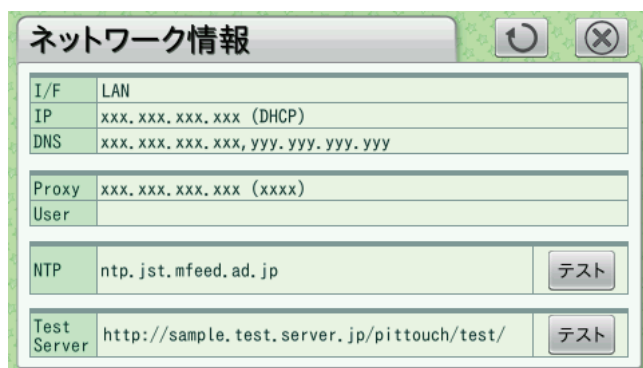 ネットワーク情報
I/F LAN
IP xxx.xxx.xxx.xxx (DHCP)
DNS xxx.xxx.xxx.xxx,yyy.yyy.yyy.yyy
Proxy xxx.xxx.xxx.xxx (xxxx)
User
NTP ntp.jst.mfeed.ad.jp テスト
Test
Server http://sample.test.server.jp/pittouch/test/ テスト